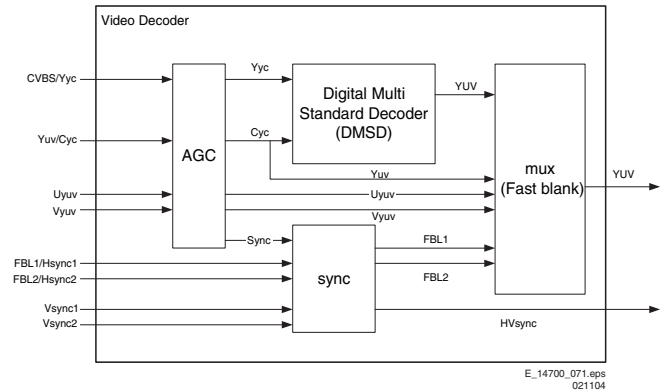 Video Decoder
CVBS/Yyc
Yyc
YUV
Digital Multi
Standard Decoder
(DMSD)
Yuv/Cyc
Cyc
AGC
mux
(Fast blank)
YUV
Yuv
Uyuv
Uyuv
Vyuv
Vyuv
Sync
FBL1
FBL1/Hsync1
FBL2/Hsync2
sync
FBL2
Vsync1
Vsync2
HVsync
E_14700_071.eps
021104